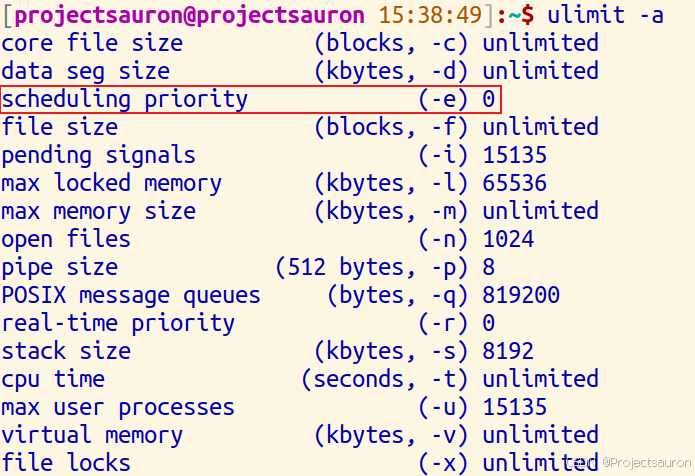 [projectsauron@projectsauron 15:38:49]:~$ ulimit -a
core file size (blocks, -c) unlimited
data seg size (kbytes, -d) unlimited
scheduling priority (-e) 0
file size (blocks, -f) unlimited
pending signals (-i) 15135
max locked memory (kbytes, -l) 65536
max memory size (kbytes, -m) unlimited
open files (-n) 1024
pipe size (512 bytes, -p) 8
POSIX message queues (bytes, -q) 819200
real-time priority (-r) 0
stack size (kbytes, -s) 8192
cpu time (seconds, -t) unlimited
max user processes (-u) 15135
virtual memory (kbytes, -v) unlimited
file locks (-x) unlimited
CSDN @Projectsauron